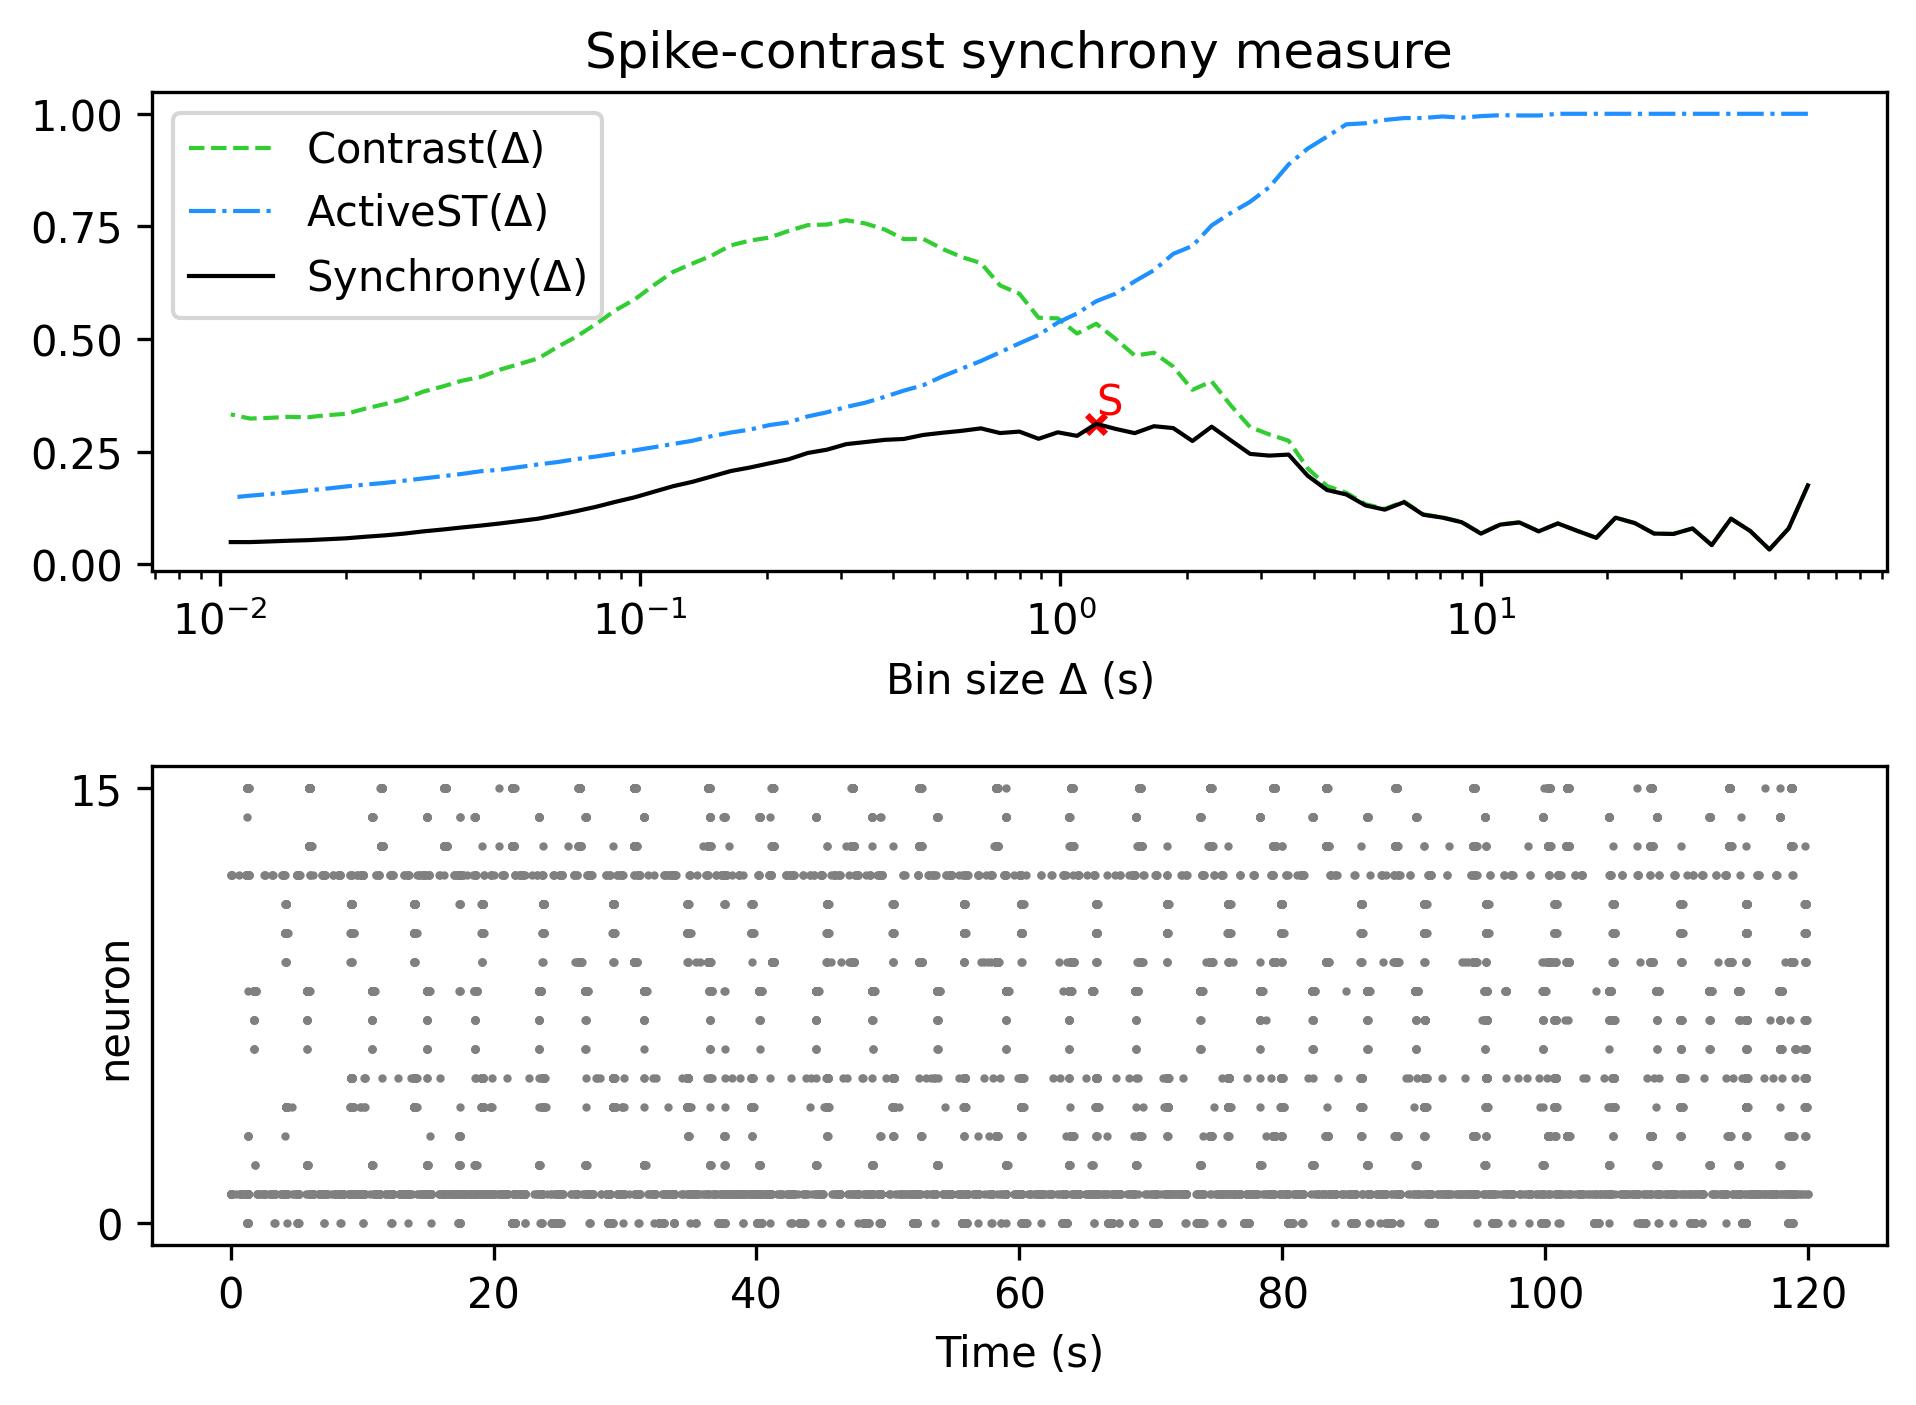 Spike-contrast synchrony measure
1.00
0.75
0.50
0.25
0.00
Contrast(Δ)
ActiveST(Δ)
Synchrony(Δ)
S
10⁻² 10⁻¹ 10⁰ 10¹
Bin size Δ (s)
15
0
neuron
0 20 40 60 80 100 120
Time (s)